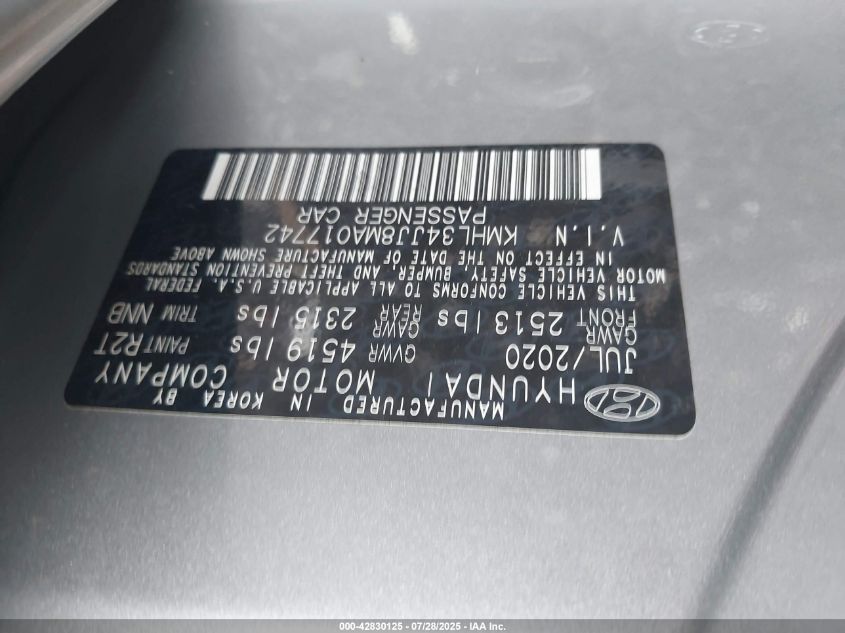 MANUFACTURED IN KOREA BY
HYUNDAI MOTOR COMPANY
JUL/2020 GVWR 4519 lbs PAINT R2T
GAWR FRONT 2513 lbs GAWR REAR 2315 lbs TRIM NNB
THIS VEHICLE CONFORMS TO ALL APPLICABLE U.S.A. FEDERAL
MOTOR VEHICLE SAFETY, BUMPER, AND THEFT PREVENTION STANDARDS
IN EFFECT ON THE DATE OF MANUFACTURE SHOWN ABOVE
V.I.N KMHL34JJ8MA017742
PASSENGER CAR
000-42830125 - 07/28/2025 - IAA Inc.